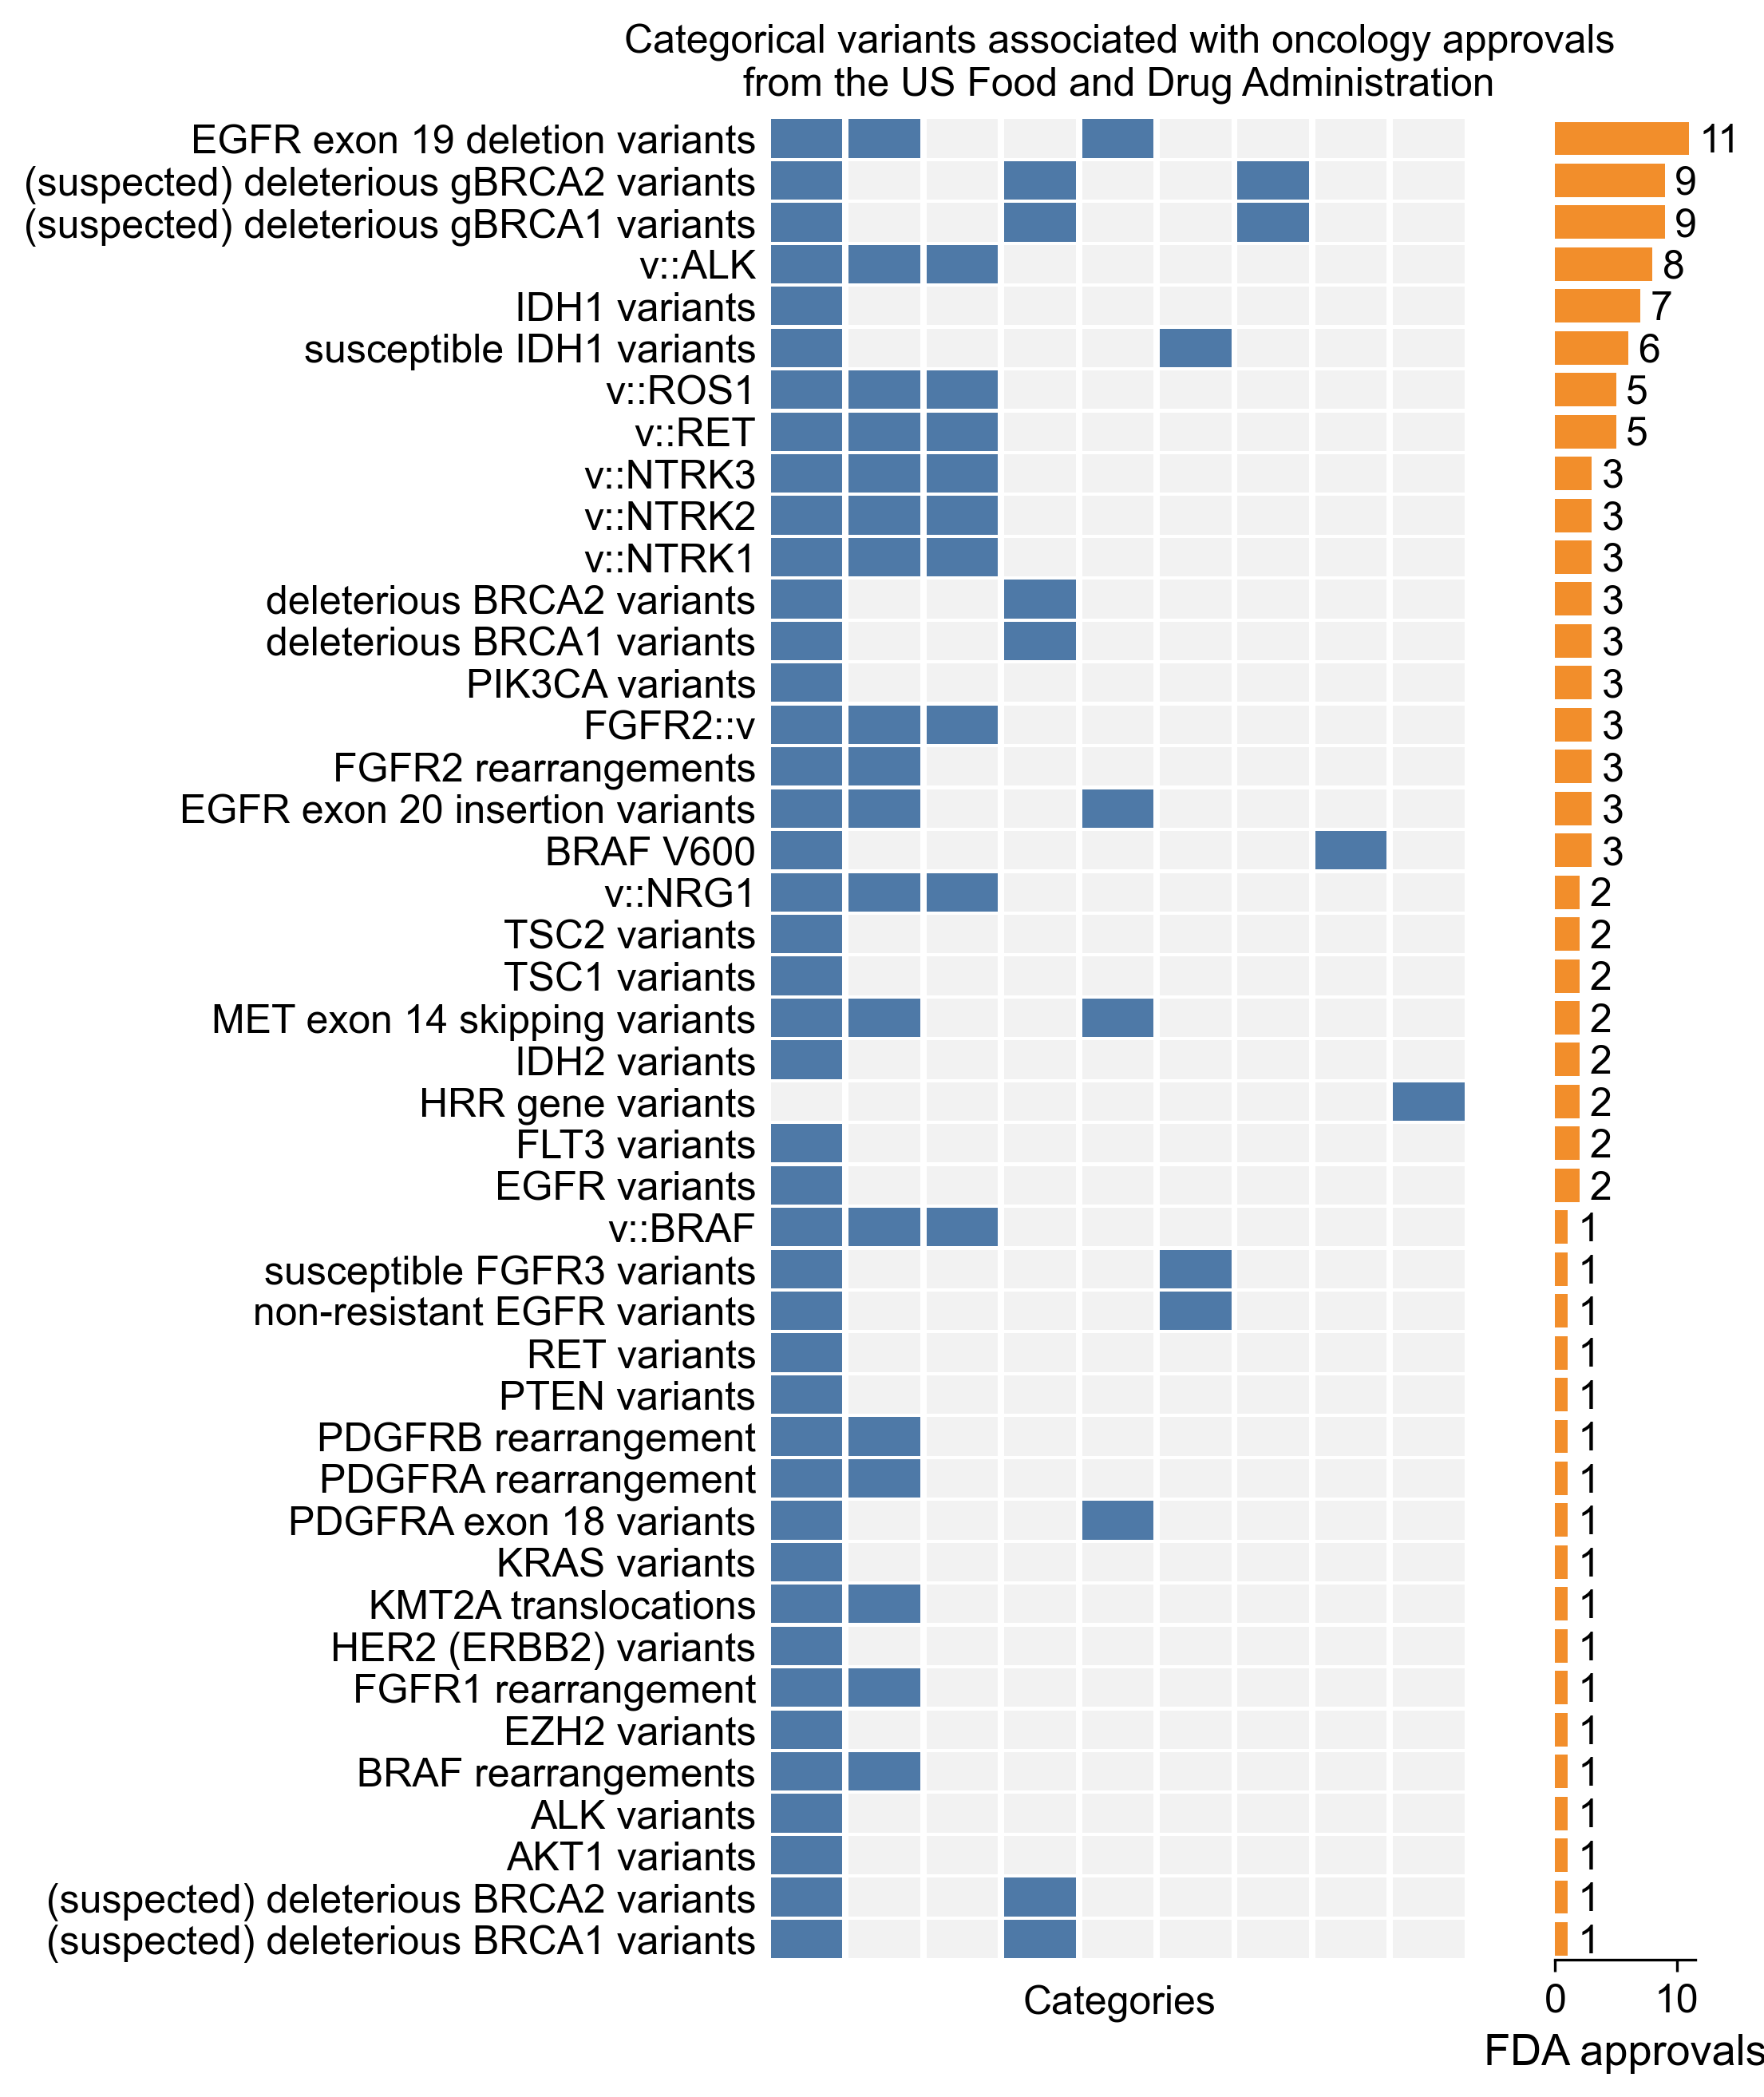 Categorical variants associated with oncology approvals
from the US Food and Drug Administration
EGFR exon 19 deletion variants 11
(suspected) deleterious gBRCA2 variants 9
(suspected) deleterious gBRCA1 variants 9
v::ALK 8
IDH1 variants 7
susceptible IDH1 variants 6
v::ROS1 5
v::RET 5
v::NTRK3 3
v::NTRK2 3
v::NTRK1 3
deleterious BRCA2 variants 3
deleterious BRCA1 variants 3
PIK3CA variants 3
FGFR2::v 3
FGFR2 rearrangements 3
EGFR exon 20 insertion variants 3
BRAF V600 3
v::NRG1 2
TSC2 variants 2
TSC1 variants 2
MET exon 14 skipping variants 2
IDH2 variants 2
HRR gene variants 2
FLT3 variants 2
EGFR variants 2
v::BRAF 1
susceptible FGFR3 variants 1
non-resistant EGFR variants 1
RET variants 1
PTEN variants 1
PDGFRB rearrangement 1
PDGFRA rearrangement 1
PDGFRA exon 18 variants 1
KRAS variants 1
KMT2A translocations 1
HER2 (ERBB2) variants 1
FGFR1 rearrangement 1
EZH2 variants 1
BRAF rearrangements 1
ALK variants 1
AKT1 variants 1
(suspected) deleterious BRCA2 variants 1
(suspected) deleterious BRCA1 variants 1
Categories 0 10
FDA approvals